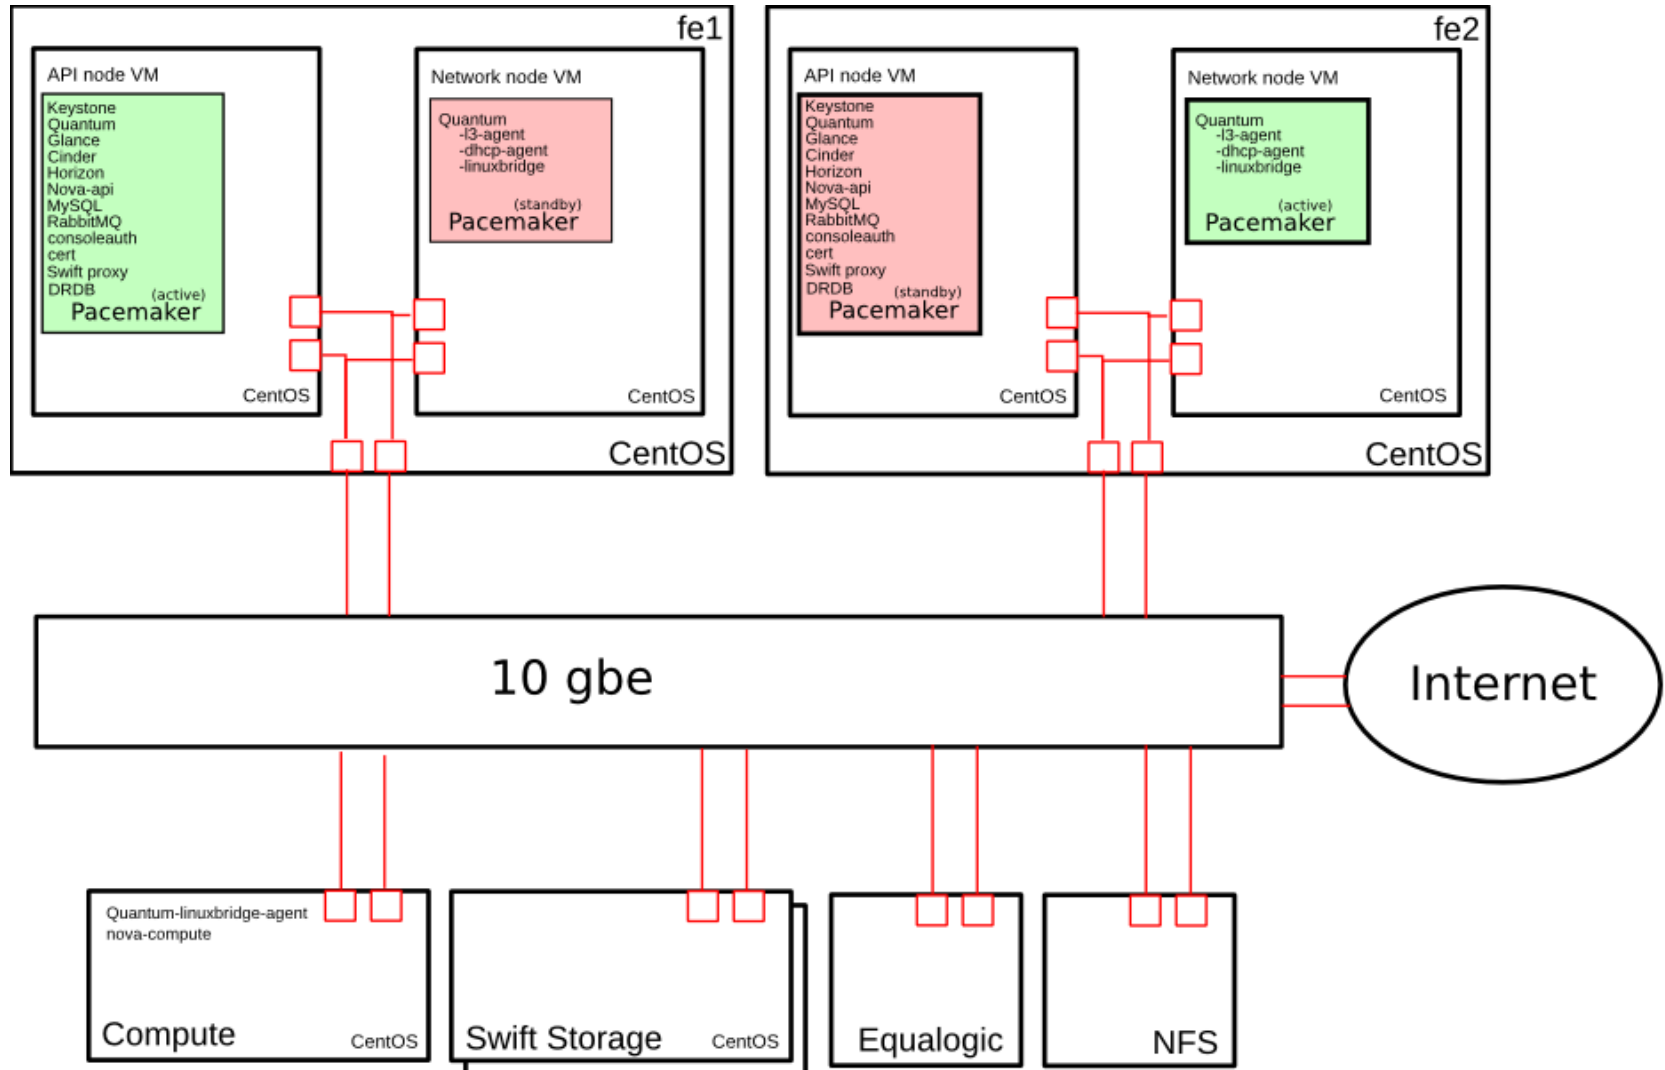 fe1
API node VM
Keystone
Quantum
Glance
Cinder
Horizon
Nova-api
MySQL
RabbitMQ
consoleauth
cert
Swift proxy
DRDB
(active)
Pacemaker
CentOS
Network node VM
Quantum
-l3-agent
-dhcp-agent
-linuxbridge
(standby)
Pacemaker
CentOS
CentOS
fe2
API node VM
Keystone
Quantum
Glance
Cinder
Horizon
Nova-api
MySQL
RabbitMQ
consoleauth
cert
Swift proxy
DRDB
(standby)
Pacemaker
CentOS
Network node VM
Quantum
-l3-agent
-dhcp-agent
-linuxbridge
(active)
Pacemaker
CentOS
CentOS
10 gbe
Internet
Quantum-linuxbridge-agent
nova-compute
Compute
CentOS
Swift Storage
CentOS
Equalogic
NFS